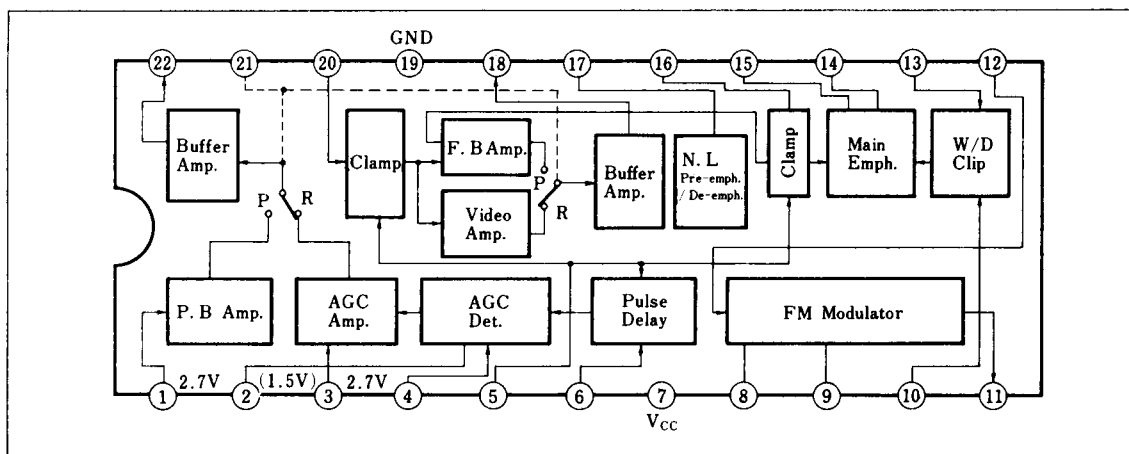 GND
22 21 20 19 18 17 16 15 14 13 12
Buffer
Amp.
P R
Clamp
F. B Amp.
Video
Amp.
P
R
Buffer
Amp.
N. L
Pre-emph.
/ De-emph.
Clamp
Main
Emph.
W/D
Clip
P. B Amp.
AGC
Amp.
AGC
Det.
Pulse
Delay
FM Modulator
2.7V (1.5V) 2.7V
1 2 3 4 5 6 7 8 9 10 11
VCC